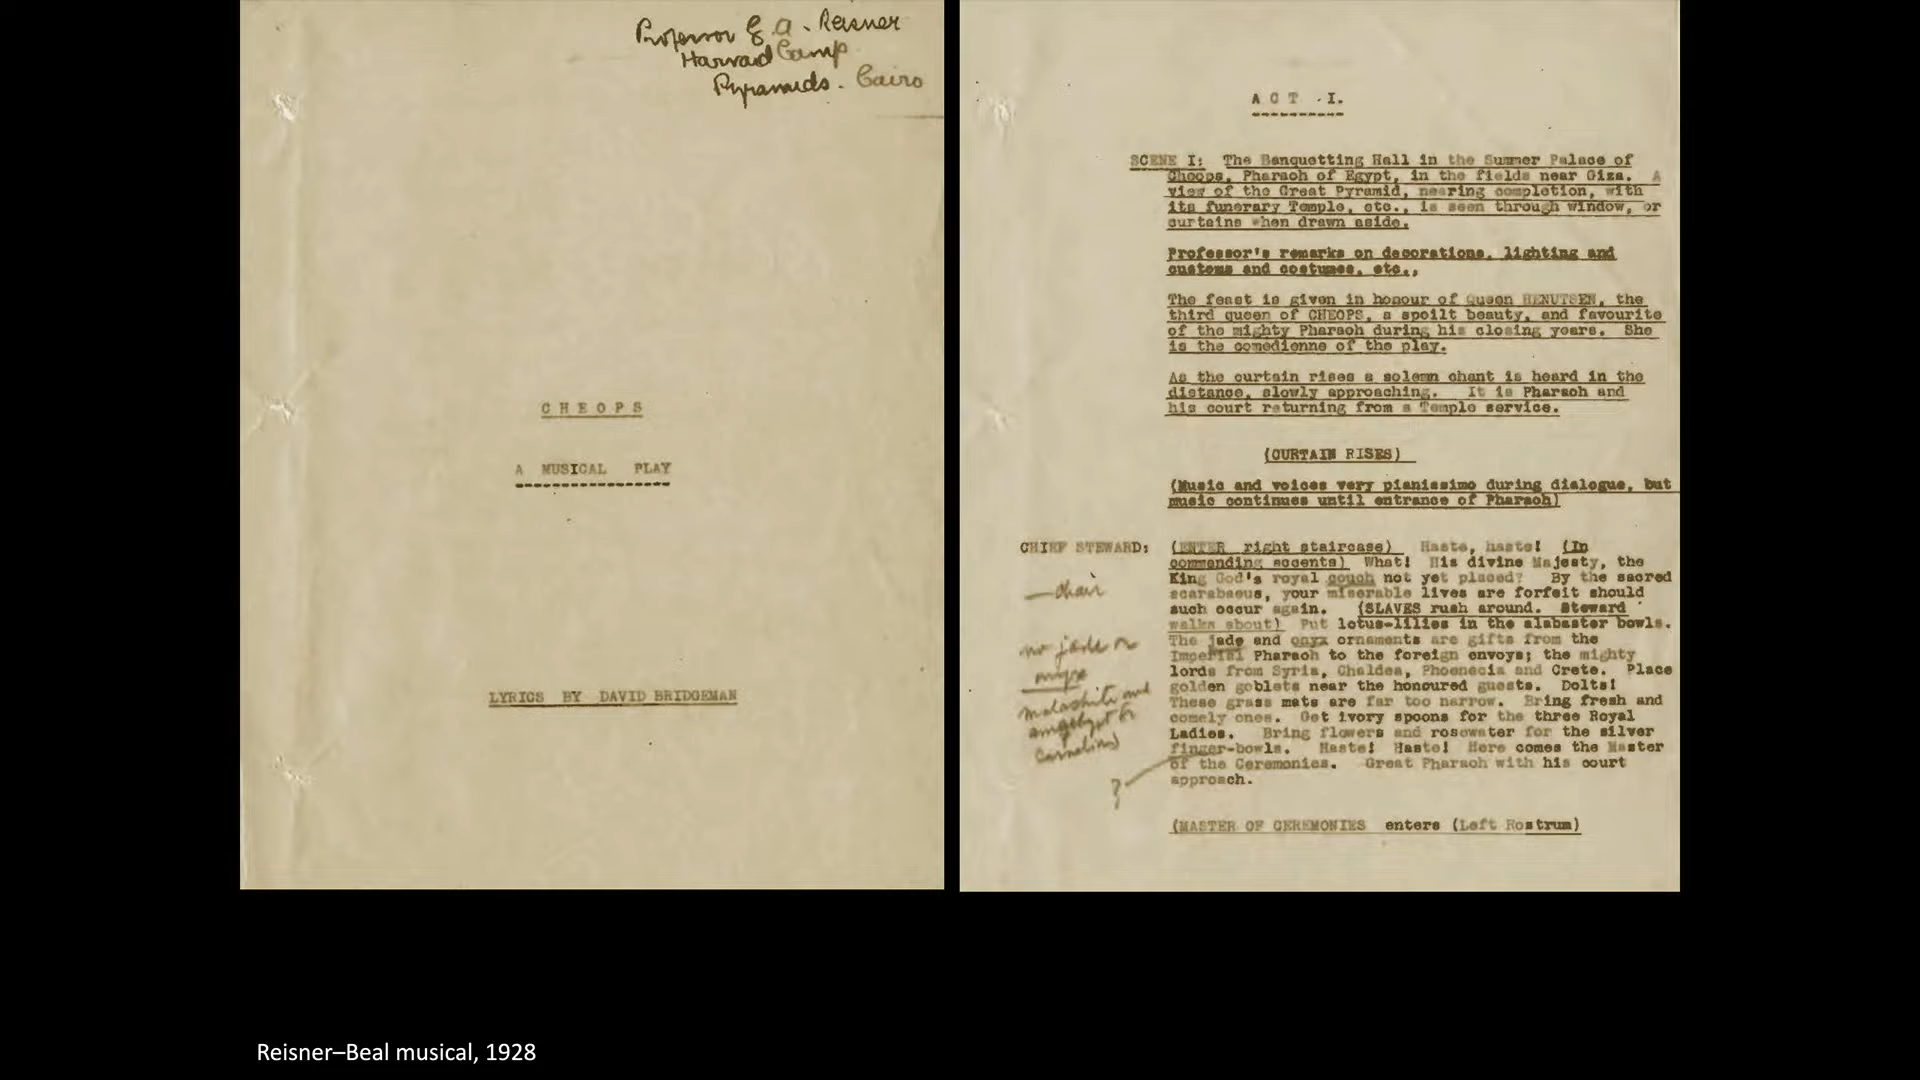 Professor G. A. Reisner
Harvard Camp
Pyramids. Cairo
CHEOPS
A MUSICAL PLAY
LYRICS BY DAVID BRIDGEMAN
ACT I.
SCENE I: The Banquetting Hall in the Summer Palace of
Cheops, Pharaoh of Egypt, in the fields near Giza. A
view of the Great Pyramid, nearing completion, with
its funerary Temple, etc., is seen through window, or
curtains when drawn aside.
Professor's remarks on decorations, lighting and
customs and costumes, etc.,
The feast is given in honour of Queen HENUTSEN, the
third queen of CHEOPS, a spoilt beauty, and favourite
of the mighty Pharaoh during his closing years. She
is the comedienne of the play.
As the curtain rises a solemn chant is heard in the
distance, slowly approaching. It is Pharaoh and
his court returning from a Temple service.
(CURTAIN RISES)
(Music and voices very pianissimo during dialogue, but
music continues until entrance of Pharaoh)
CHIEF STEWARD: (ENTER right staircase) Haste, haste! (In
commanding accents) What! His divine Majesty, the
King God's royal couch not yet placed? By the sacred
scarabaeus, your miserable lives are forfeit should
such occur again. (SLAVES rush around. Steward
walks about) Put lotus-lilies in the alabaster bowls.
The jade and onyx ornaments are gifts from the
Imperial Pharaoh to the foreign envoys; the mighty
lords from Syria, Chaldea, Phoenecia and Crete. Place
golden goblets near the honoured guests. Dolts!
These grass mats are far too narrow. Bring fresh and
comely ones. Get ivory spoons for the three Royal
Ladies. Bring flowers and rosewater for the silver
finger-bowls. Haste! Haste! Here comes the Master
of the Ceremonies. Great Pharaoh with his court
approach.
— chair
no jade or
onyx
malachite and
carnelian)
?
(MASTER OF CEREMONIES enters (Left Rostrum)
Reisner–Beal musical, 1928